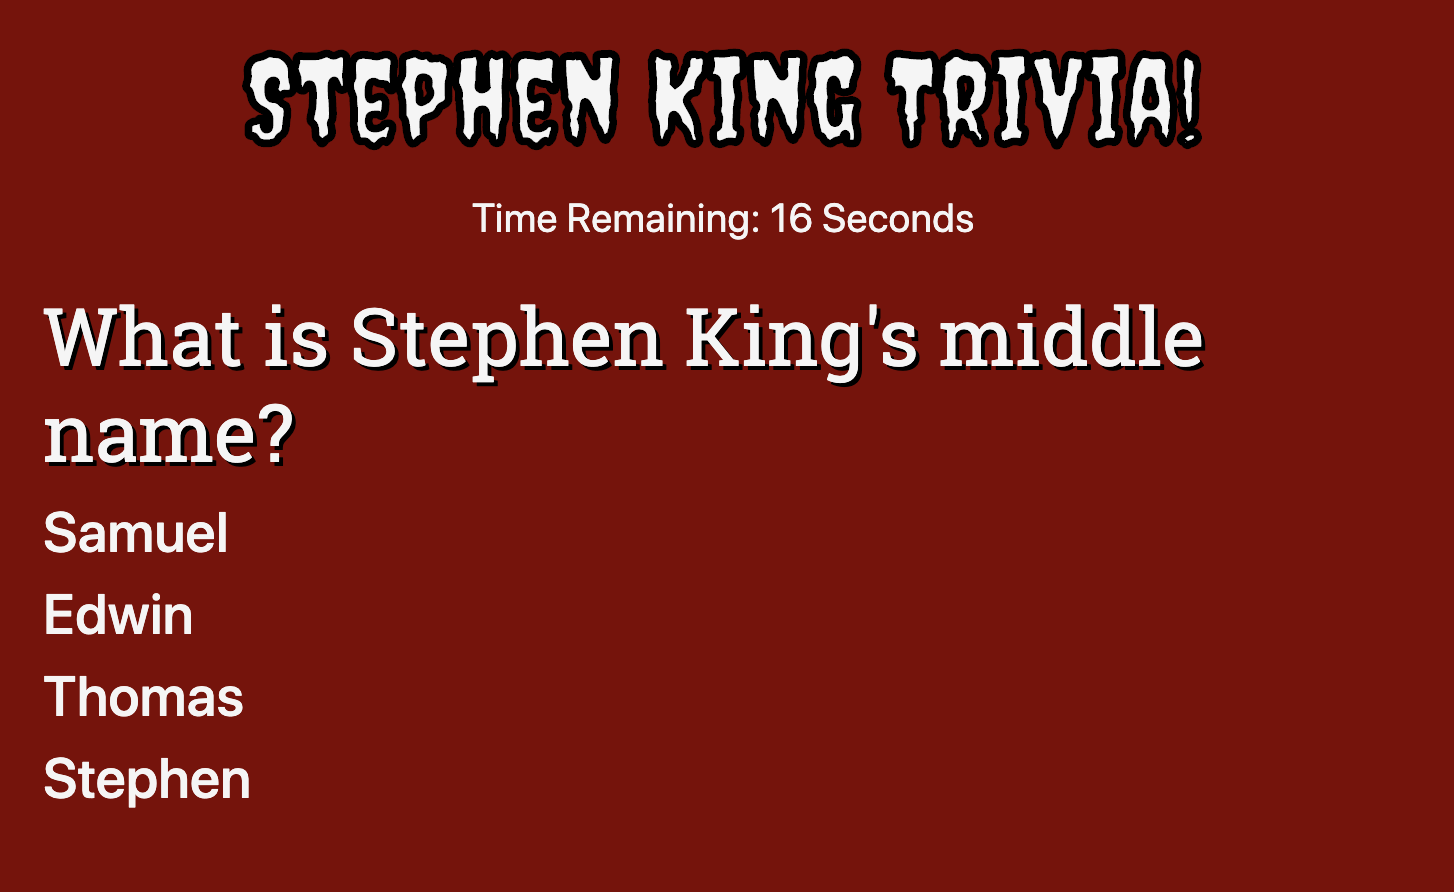 STEPHEN KING TRIVIA!
Time Remaining: 16 Seconds
What is Stephen King's middle
name?
Samuel
Edwin
Thomas
Stephen